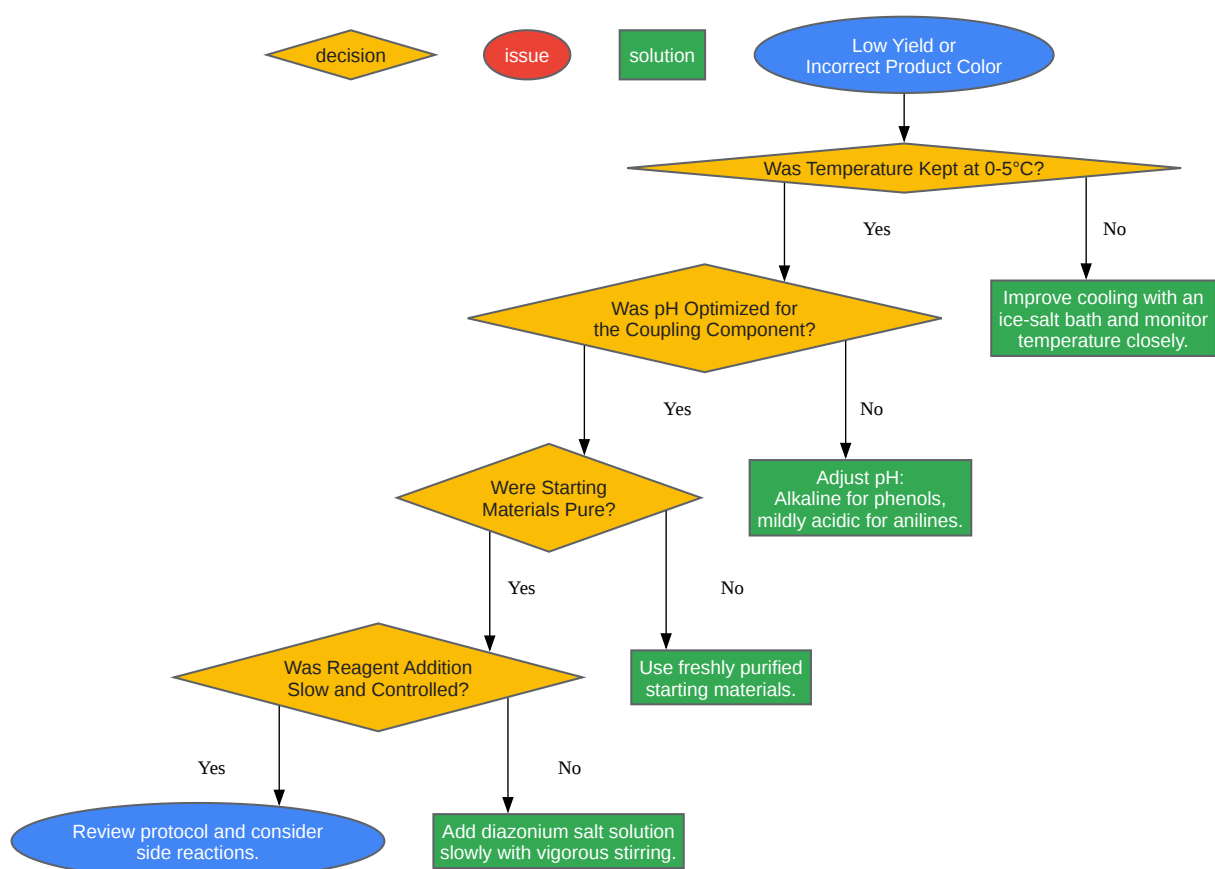 decision
issue
solution
Low Yield or
Incorrect Product Color
Was Temperature Kept at 0-5°C?
Yes
No
Was pH Optimized for
the Coupling Component?
Improve cooling with an
ice-salt bath and monitor
temperature closely.
Yes
No
Were Starting
Materials Pure?
Adjust pH:
Alkaline for phenols,
mildly acidic for anilines.
Yes
No
Was Reagent Addition
Slow and Controlled?
Use freshly purified
starting materials.
Yes
No
Review protocol and consider
side reactions.
Add diazonium salt solution
slowly with vigorous stirring.